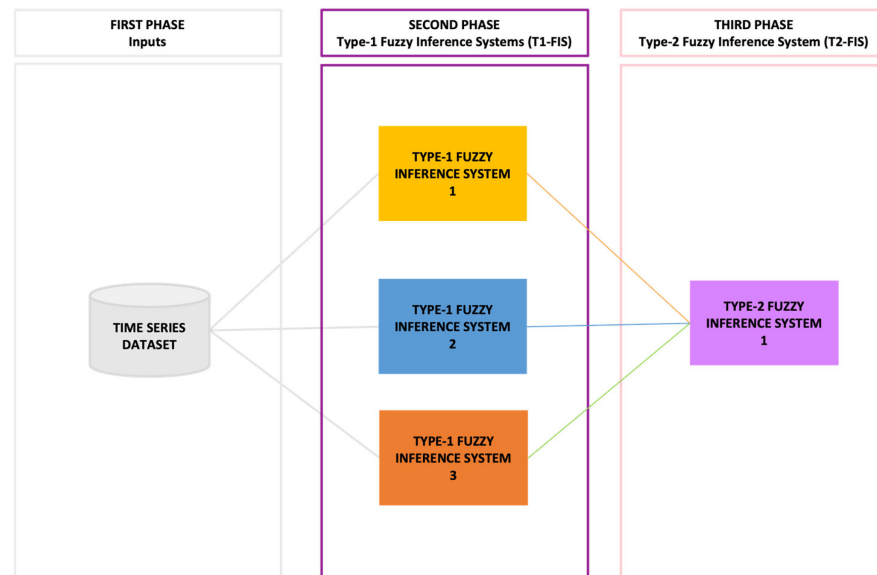 FIRST PHASE
Inputs
SECOND PHASE
Type-1 Fuzzy Inference Systems (T1-FIS)
THIRD PHASE
Type-2 Fuzzy Inference System (T2-FIS)
TIME SERIES
DATASET
TYPE-1 FUZZY
INFERENCE SYSTEM
1
TYPE-1 FUZZY
INFERENCE SYSTEM
2
TYPE-1 FUZZY
INFERENCE SYSTEM
3
TYPE-2 FUZZY
INFERENCE SYSTEM
1